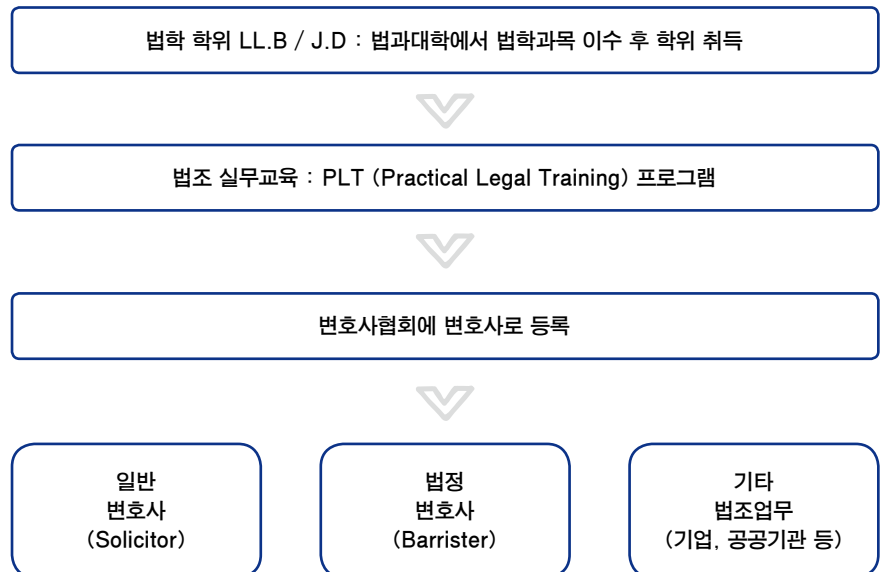 법학 학위 LL.B / J.D : 법과대학에서 법학과목 이수 후 학위 취득
법조 실무교육 : PLT (Practical Legal Training) 프로그램
변호사협회에 변호사로 등록
일반
변호사
(Solicitor)
법정
변호사
(Barrister)
기타
법조업무
(기업, 공공기관 등)